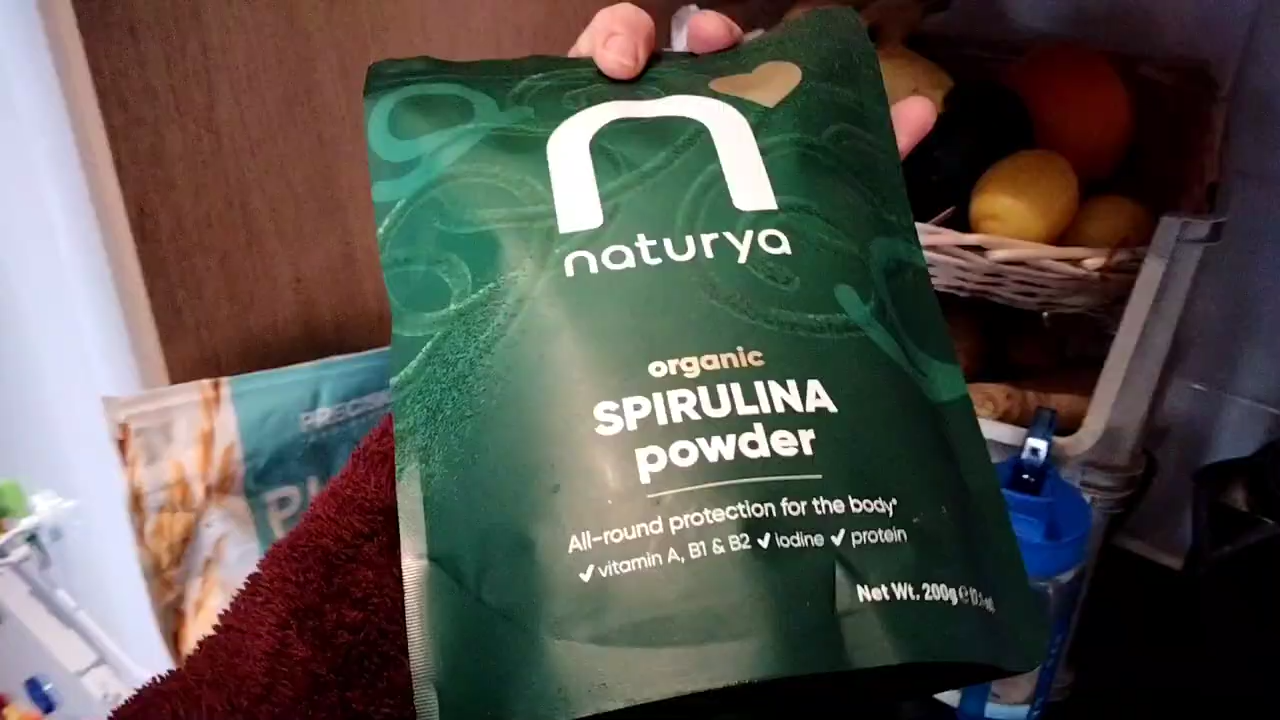 naturya
organic
SPIRULINA
powder
All-round protection for the body*
✓vitamin A, B1 & B2 ✓iodine ✓protein
Net Wt. 200g ℮